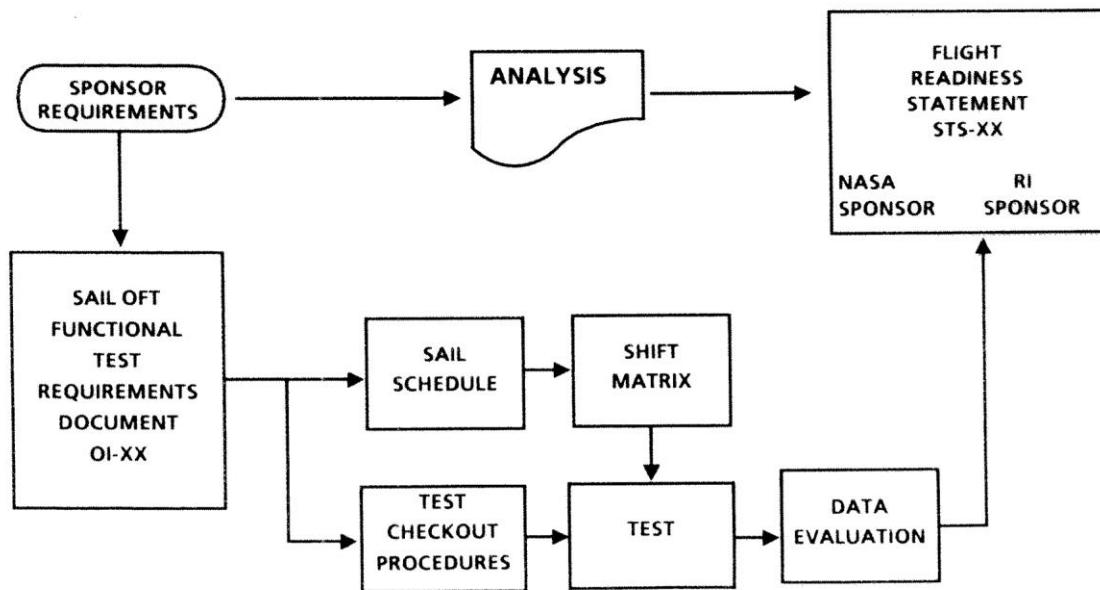 SPONSOR
REQUIREMENTS
ANALYSIS
FLIGHT
READINESS
STATEMENT
STS-XX
NASA
SPONSOR
RI
SPONSOR
SAIL OFT
FUNCTIONAL
TEST
REQUIREMENTS
DOCUMENT
OI-XX
SAIL
SCHEDULE
SHIFT
MATRIX
TEST
CHECKOUT
PROCEDURES
TEST
DATA
EVALUATION